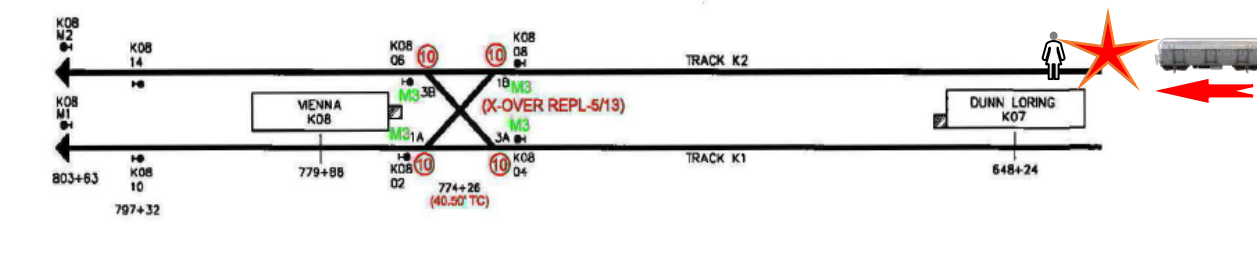 K08
M2
K08
14
K08
06
10
10
K08
08
TRACK K2
M3
3B
1B
M3
(X-OVER REPL-5/13)
VIENNA
K08
DUNN LORING
K07
K08
M1
M3
1A
M3
3A
TRACK K1
803+63
K08
10
797+32
779+86
K08
02
10
774+26
(40.50' TC)
10
K08
04
648+24